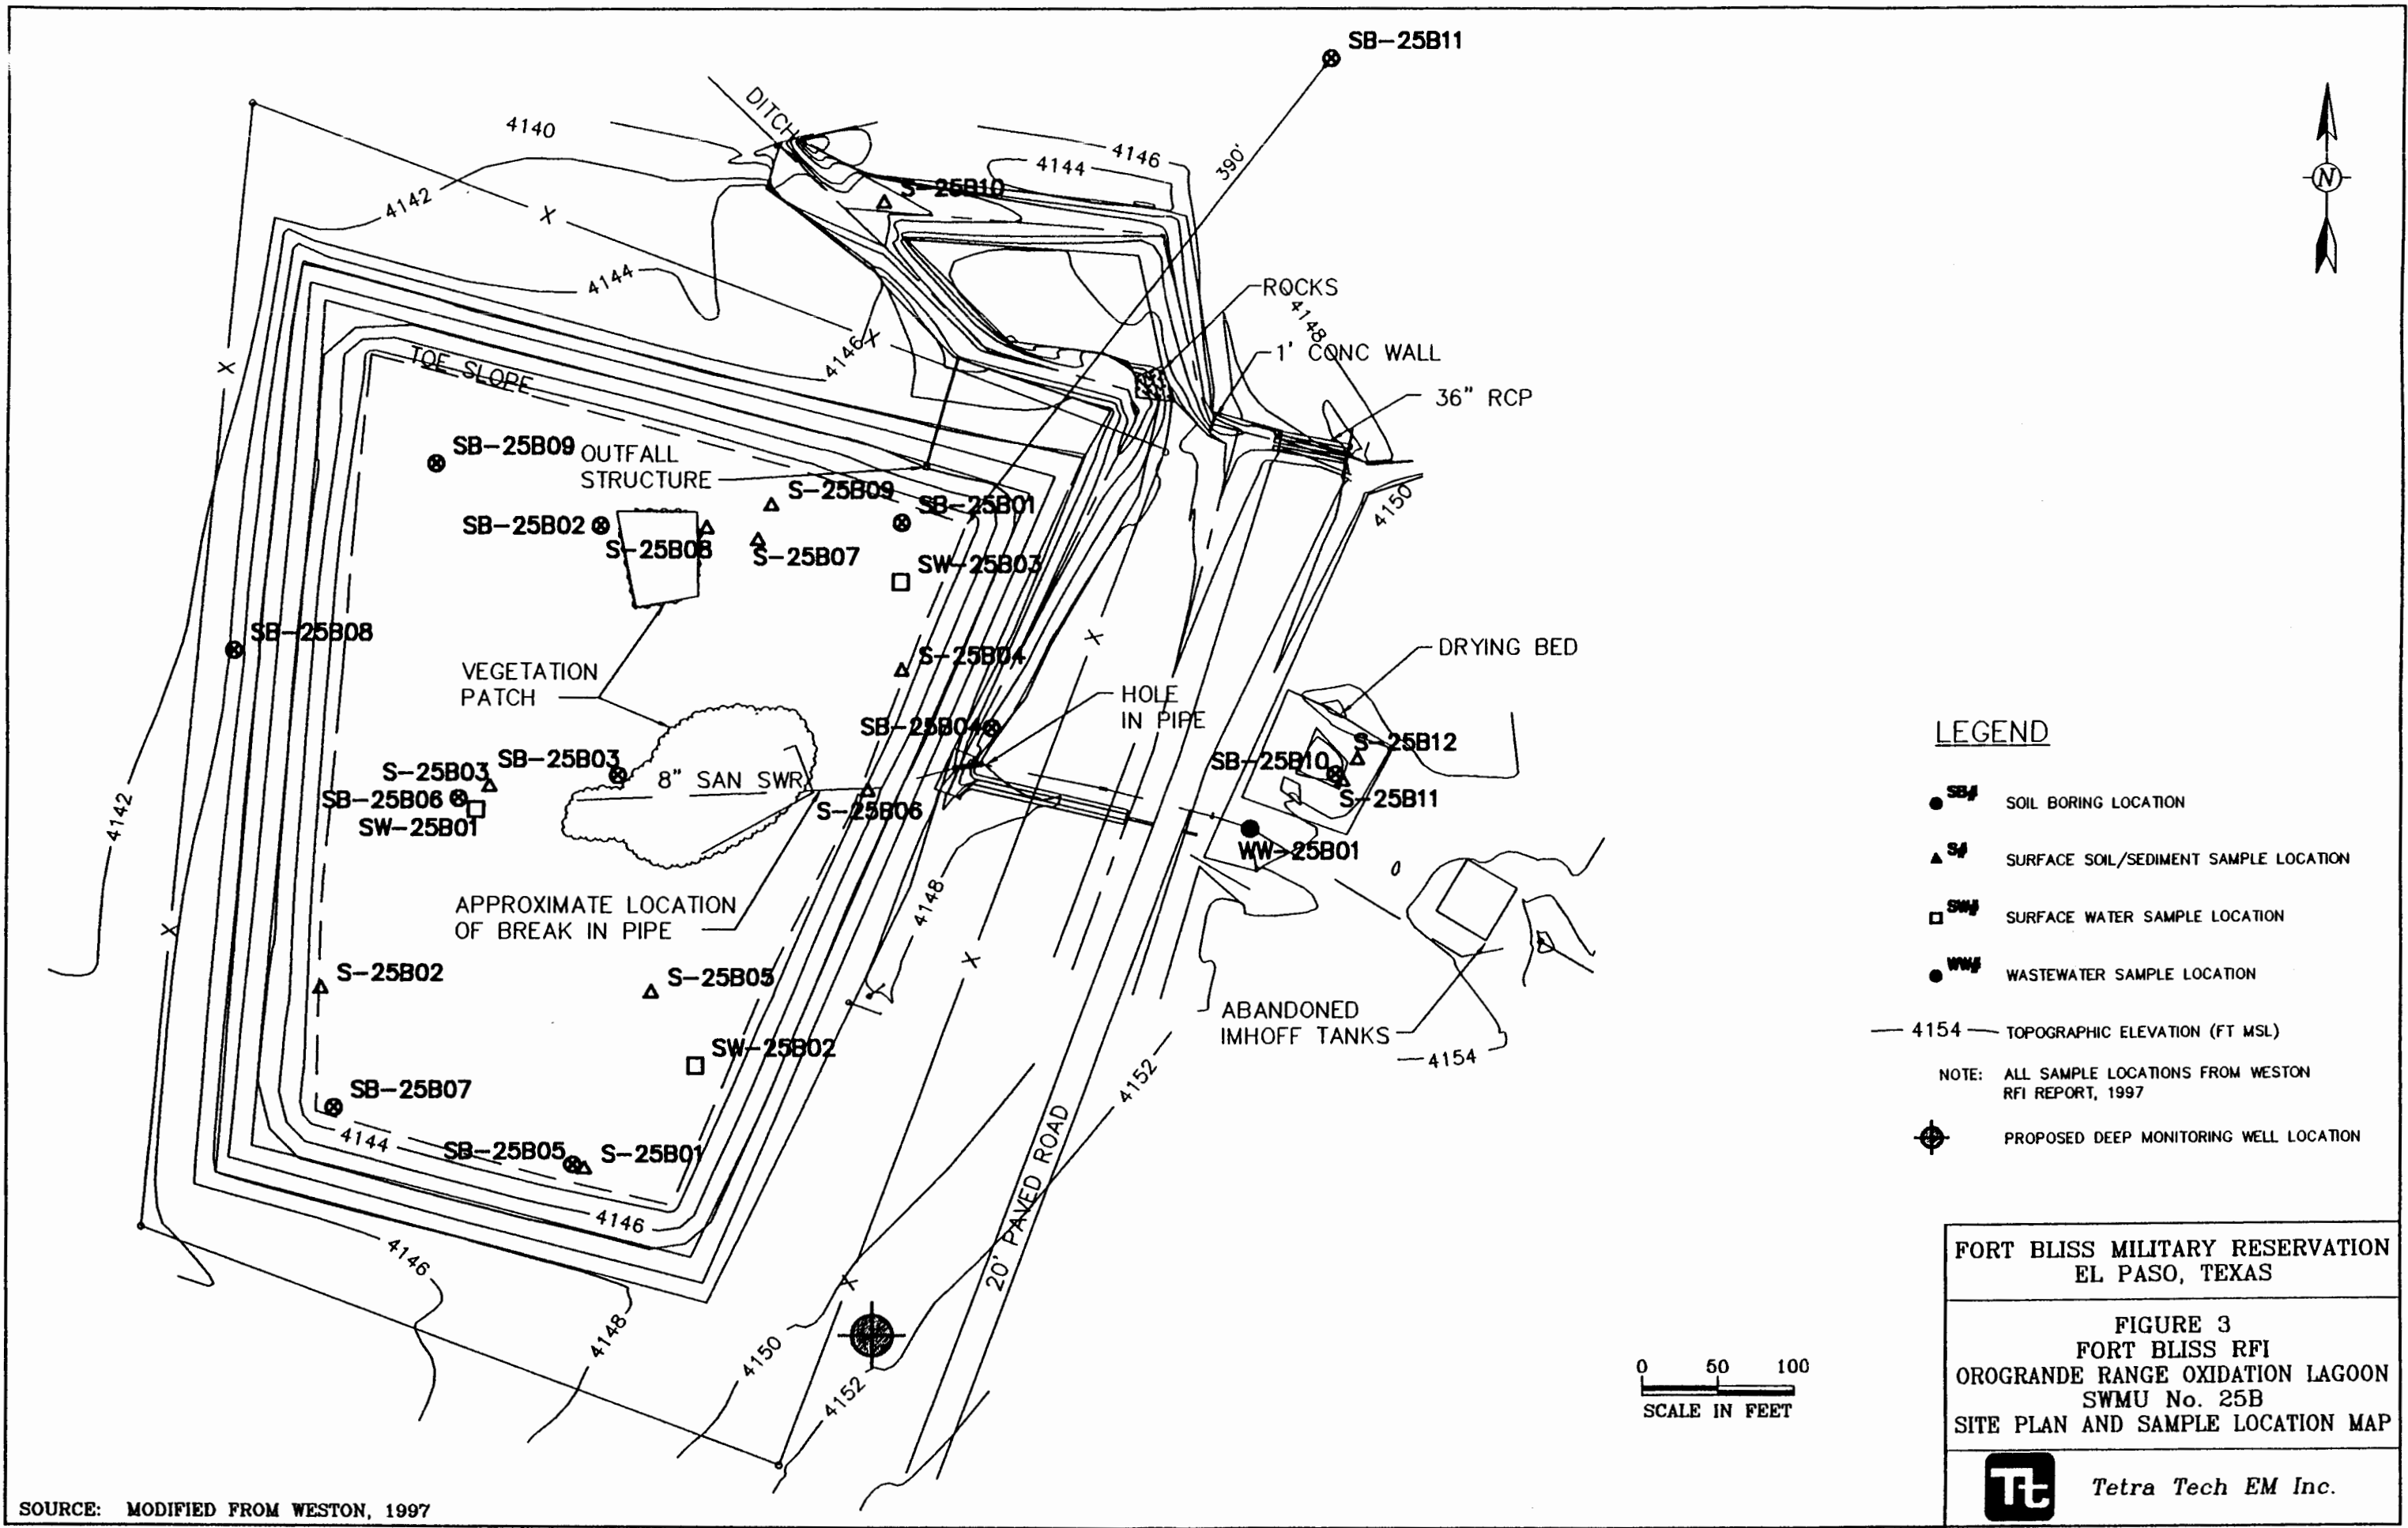 SB-25B11
DITCH
4140
4146
4144
390'
S-25B10
4142
4144
ROCKS
4148
4146
1' CONC WALL
TOE SLOPE
36" RCP
SB-25B09
OUTFALL
STRUCTURE
S-25B09
SB-25B01
4150
SB-25B02
S-25B08
S-25B07
SW-25B03
SB-25B08
S-25B04
DRYING BED
VEGETATION
PATCH
HOLE
IN PIPE
SB-25B04
S-25B12
SB-25B10
S-25B11
S-25B03
SB-25B03
8" SAN SWR
SB-25B06
SW-25B01
S-25B06
4142
WW-25B01
APPROXIMATE LOCATION
OF BREAK IN PIPE
4148
S-25B02
S-25B05
ABANDONED
IMHOFF TANKS
4154
SW-25B02
4152
SB-25B07
4144
SB-25B05
S-25B01
20' PAVED ROAD
4146
4146
4148
4150
4152
X
X
X
X
X
X
X
N
LEGEND
SB#
SOIL BORING LOCATION
S#
SURFACE SOIL/SEDIMENT SAMPLE LOCATION
SW#
SURFACE WATER SAMPLE LOCATION
WW#
WASTEWATER SAMPLE LOCATION
4154 TOPOGRAPHIC ELEVATION (FT MSL)
NOTE: ALL SAMPLE LOCATIONS FROM WESTON
RFI REPORT, 1997
PROPOSED DEEP MONITORING WELL LOCATION
0 50 100
SCALE IN FEET
FORT BLISS MILITARY RESERVATION
EL PASO, TEXAS
FIGURE 3
FORT BLISS RFI
OROGRANDE RANGE OXIDATION LAGOON
SWMU No. 25B
SITE PLAN AND SAMPLE LOCATION MAP
Tt
Tetra Tech EM Inc.
SOURCE: MODIFIED FROM WESTON, 1997